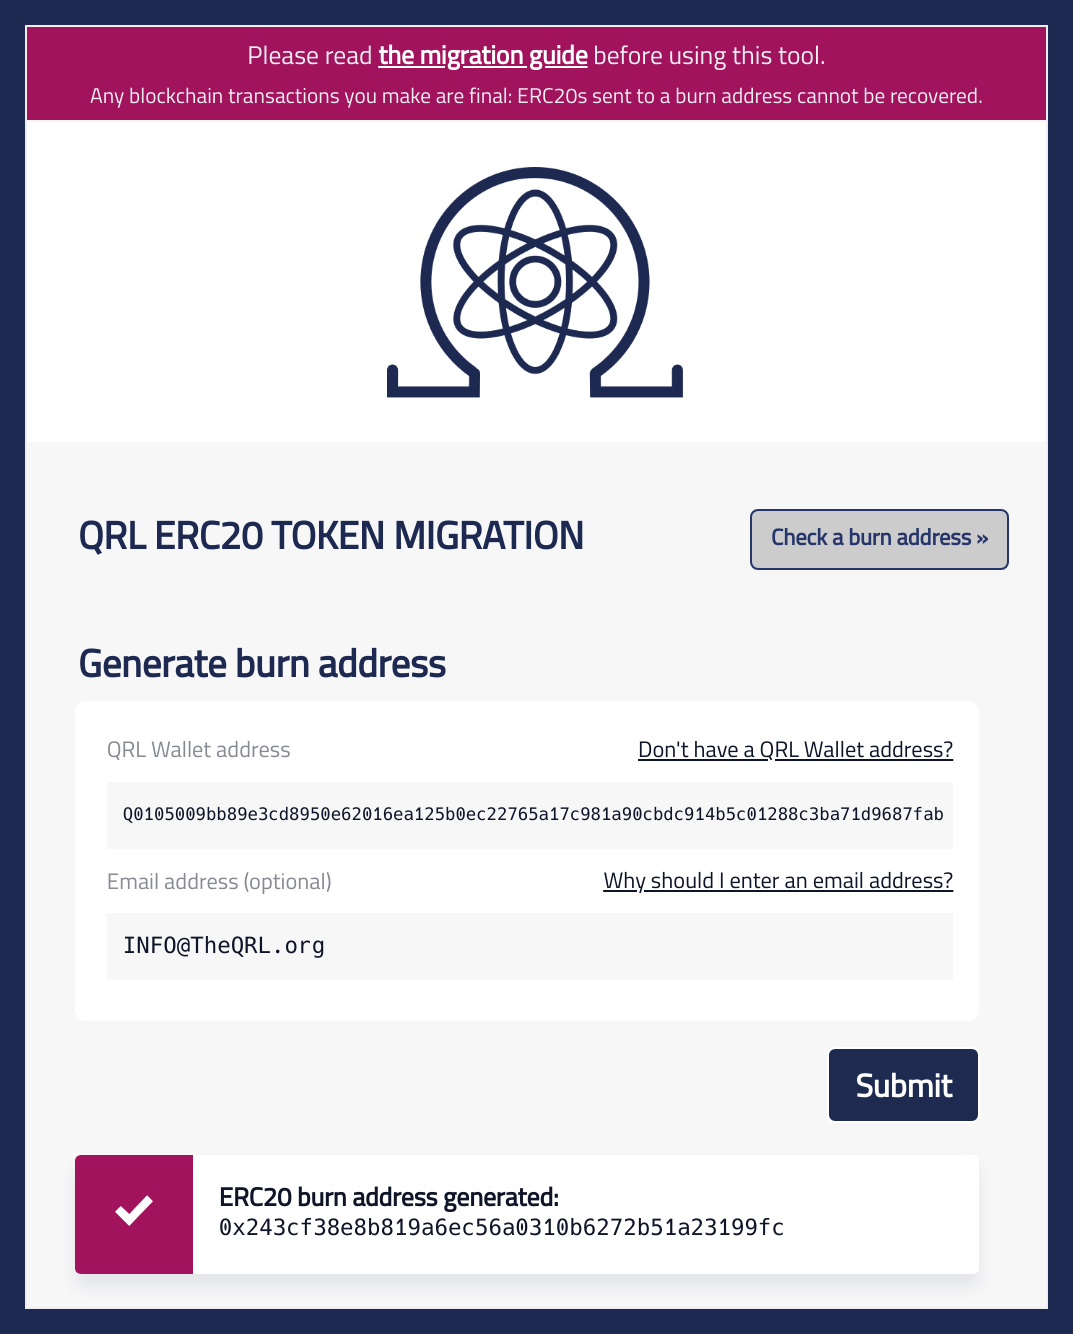 Please read the migration guide before using this tool.
Any blockchain transactions you make are final: ERC20s sent to a burn address cannot be recovered.
QRL ERC20 TOKEN MIGRATION
Check a burn address »
Generate burn address
QRL Wallet address
Don't have a QRL Wallet address?
Q0105009bb89e3cd8950e62016ea125b0ec22765a17c981a90cbdc914b5c01288c3ba71d9687fab
Email address (optional)
Why should I enter an email address?
INFO@TheQRL.org
Submit
ERC20 burn address generated:
0x243cf38e8b819a6ec56a0310b6272b51a23199fc